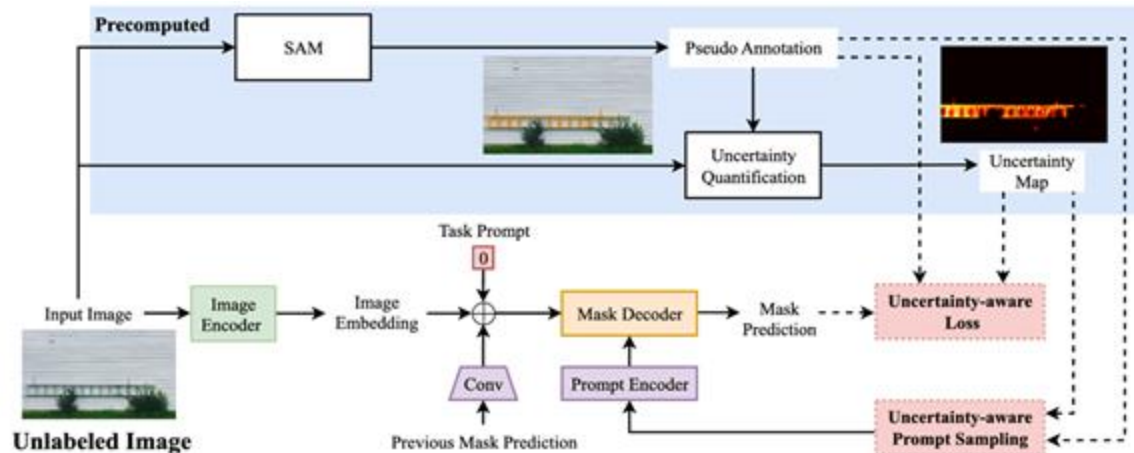 Precomputed
SAM
Pseudo Annotation
Uncertainty
Quantification
Uncertainty
Map
Task Prompt
0
Input Image
Image
Encoder
Image
Embedding
Mask Decoder
Mask
Prediction
Uncertainty-aware
Loss
Conv
Prompt Encoder
Previous Mask Prediction
Uncertainty-aware
Prompt Sampling
Unlabeled Image